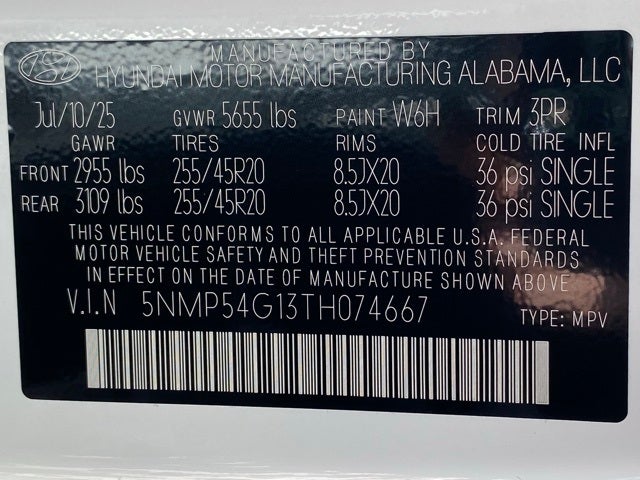 MANUFACTURED BY
HYUNDAI MOTOR MANUFACTURING ALABAMA, LLC
Jul/10/25 GVWR 5655 lbs PAINT W6H TRIM 3PR
GAWR TIRES RIMS COLD TIRE INFL
FRONT 2955 lbs 255/45R20 8.5JX20 36 psi SINGLE
REAR 3109 lbs 255/45R20 8.5JX20 36 psi SINGLE
THIS VEHICLE CONFORMS TO ALL APPLICABLE U.S.A. FEDERAL
MOTOR VEHICLE SAFETY AND THEFT PREVENTION STANDARDS
IN EFFECT ON THE DATE OF MANUFACTURE SHOWN ABOVE
V.I.N 5NMP54G13TH074667 TYPE: MPV